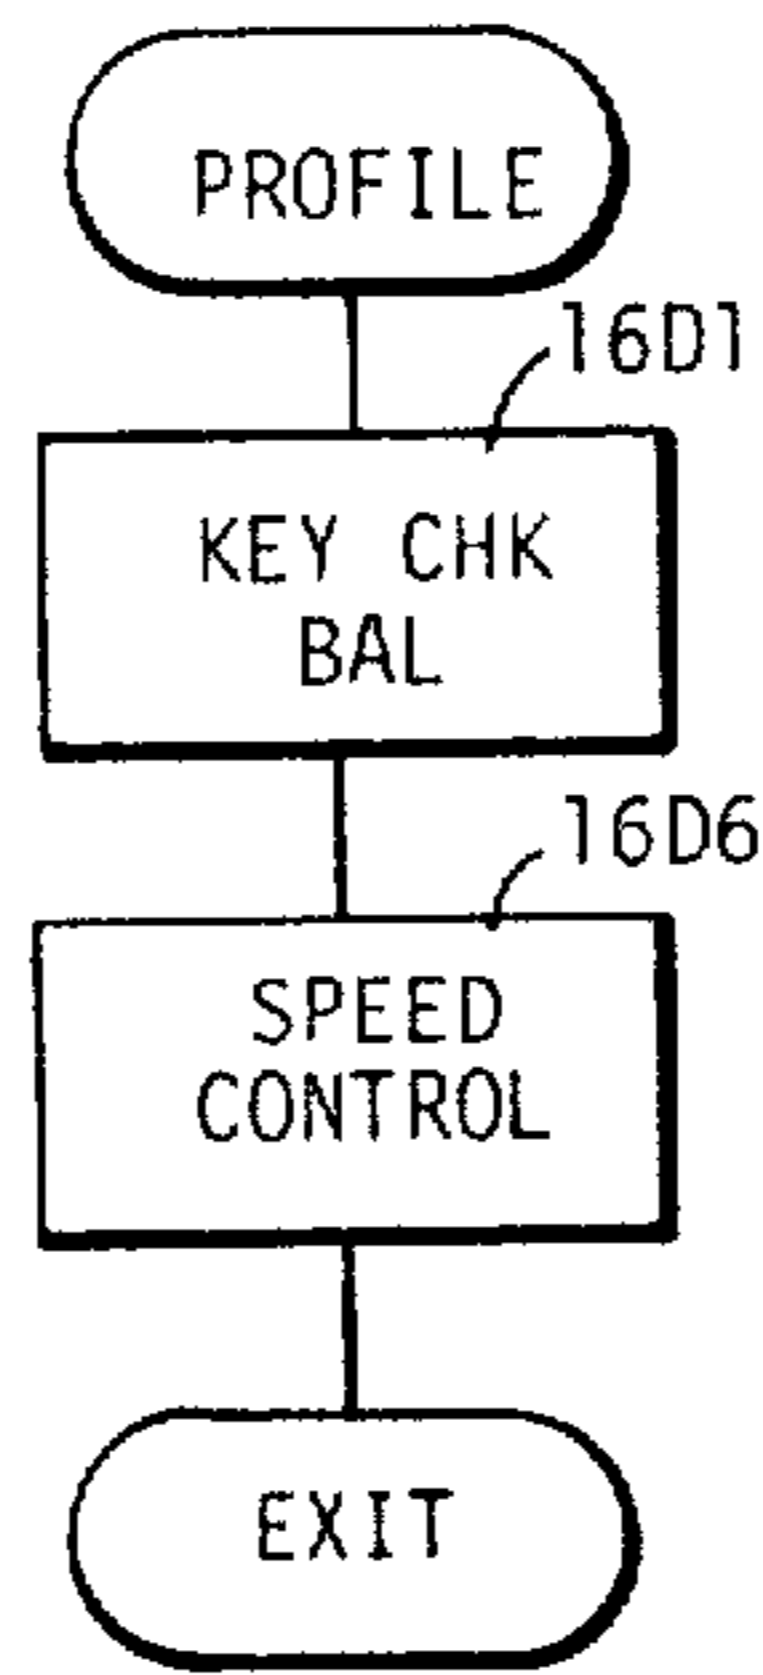 PROFILE
16D1
KEY CHK
BAL
16D6
SPEED
CONTROL
EXIT